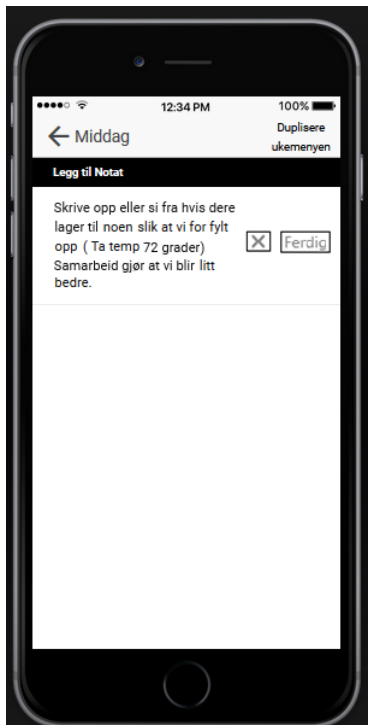 12:34 PM
100%
Middag
Duplisere
ukemenyen
Legg til Notat
Skrive opp eller si fra hvis dere
lager til noen slik at vi for fylt
opp ( Ta temp 72 grader)
Samarbeid gjør at vi blir litt
bedre.
Ferdig